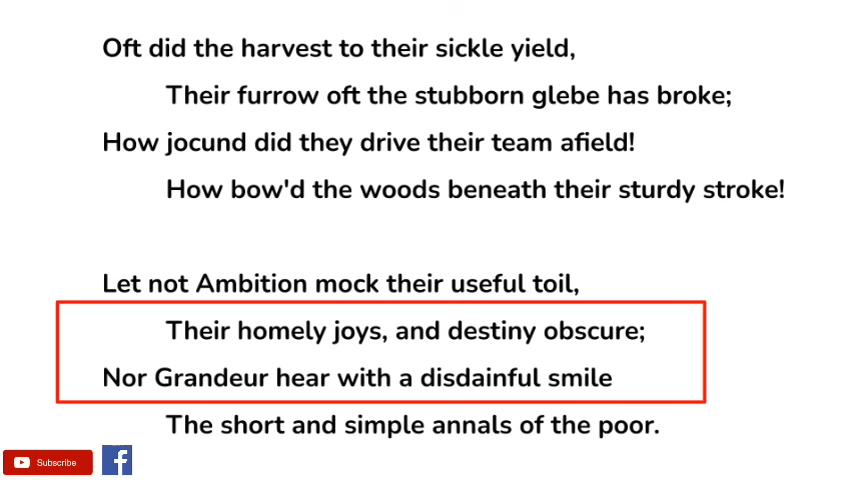 Oft did the harvest to their sickle yield,
Their furrow oft the stubborn glebe has broke;
How jocund did they drive their team afield!
How bow'd the woods beneath their sturdy stroke!
Let not Ambition mock their useful toil,
Their homely joys, and destiny obscure;
Nor Grandeur hear with a disdainful smile
The short and simple annals of the poor.
Subscribe